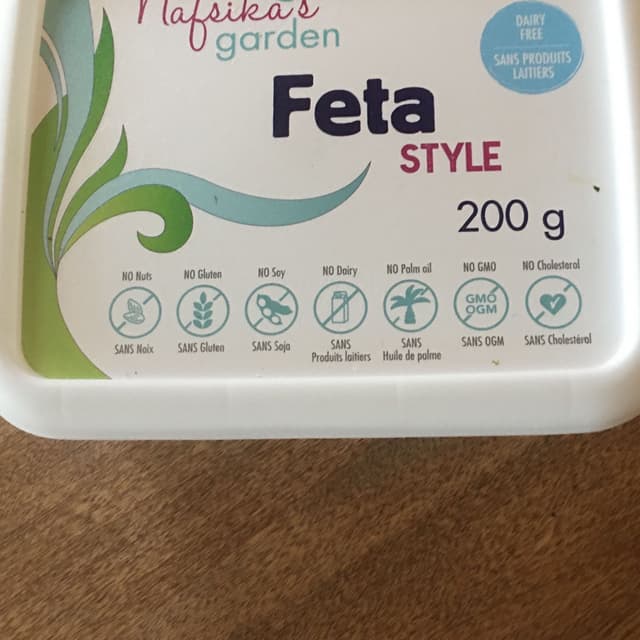 Nafsika's
garden
DAIRY
FREE
SANS PRODUITS
LAITIERS
Feta
STYLE
200 g
NO Nuts
NO Gluten
NO Soy
NO Dairy
NO Palm oil
NO GMO
NO Cholesterol
GMO
OGM
SANS Noix
SANS Gluten
SANS Soja
SANS
Produits laitiers
SANS
Huile de palme
SANS OGM
SANS Cholestérol